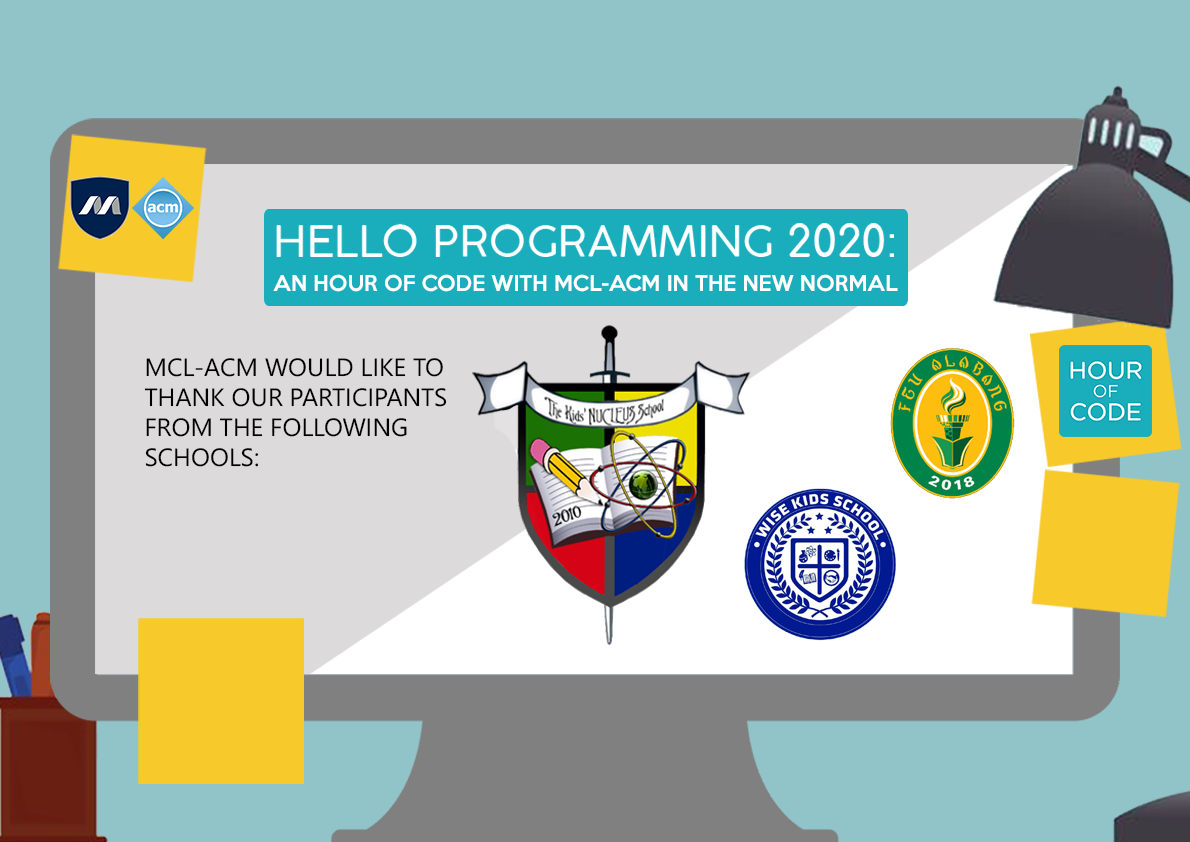 acm
HELLO PROGRAMMING 2020:
AN HOUR OF CODE WITH MCL-ACM IN THE NEW NORMAL
MCL-ACM WOULD LIKE TO
THANK OUR PARTICIPANTS
FROM THE FOLLOWING
SCHOOLS:
The Kids' NUCLEUS School
2010
WISE KIDS SCHOOL
FEU ALABANG
2018
HOUR
OF
CODE